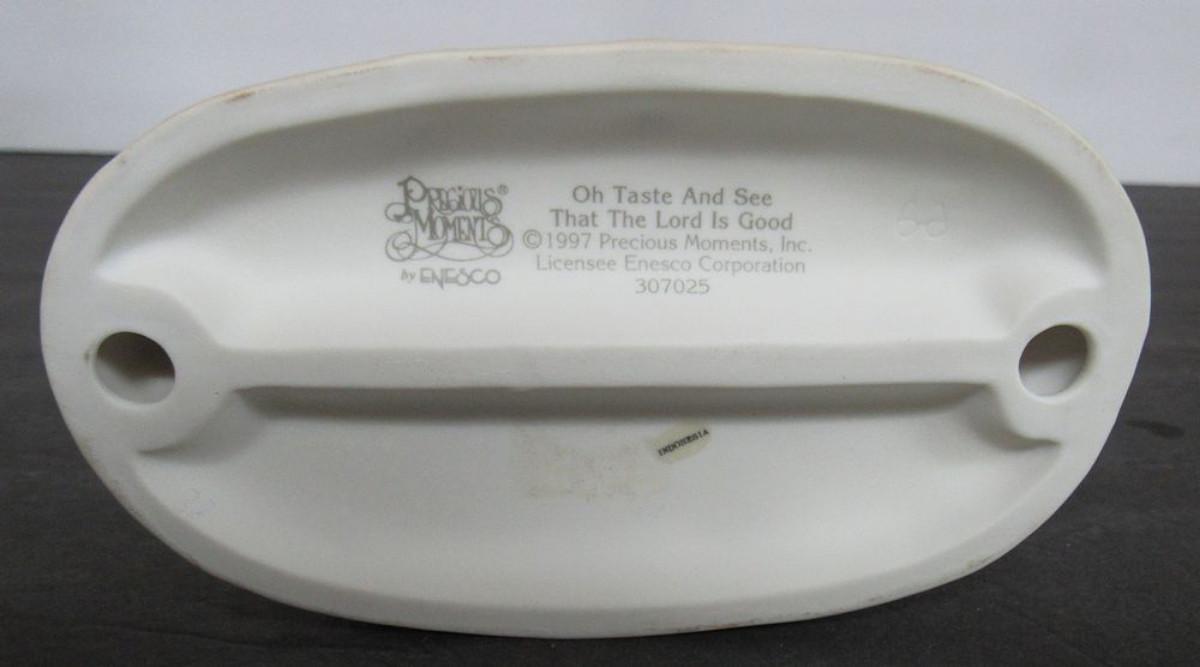 PRECIOUS®
MOMENTS
by ENESCO
Oh Taste And See
That The Lord Is Good
©1997 Precious Moments, Inc.
Licensee Enesco Corporation
307025
INDONESIA